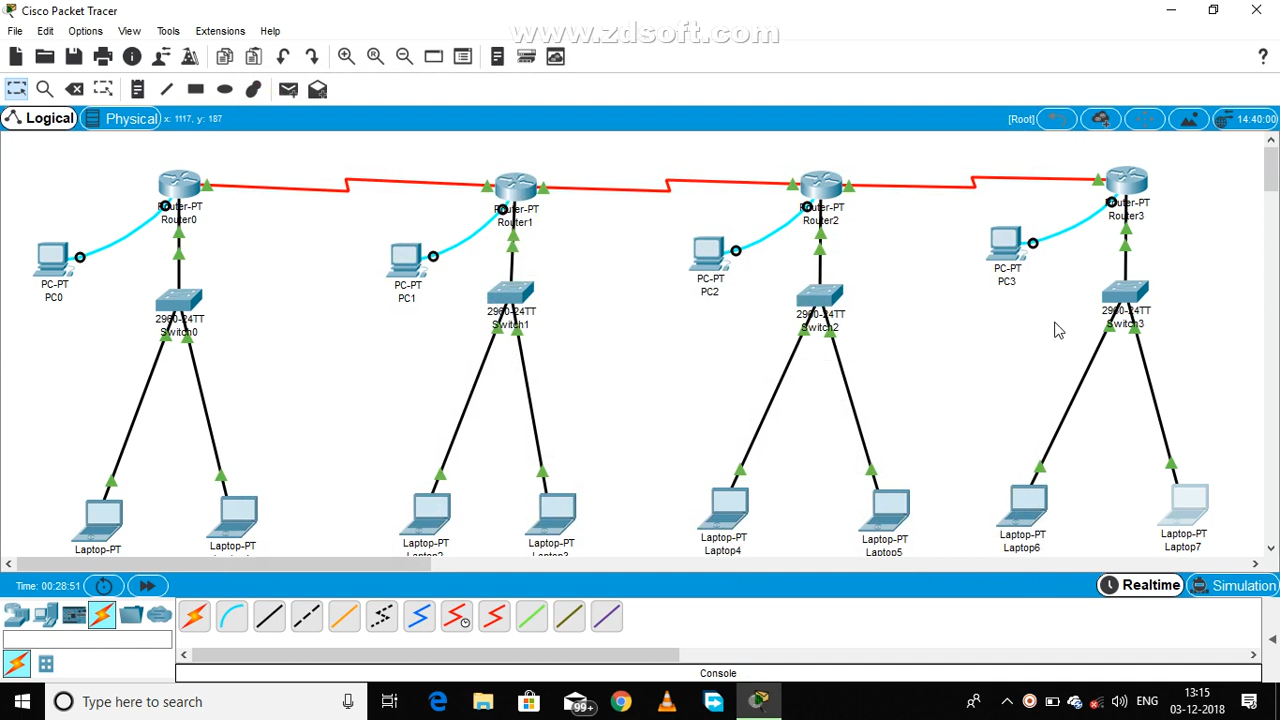 Cisco Packet Tracer
www.zdsoft.com
File Edit Options View Tools Extensions Help
?
Logical Physical x: 1117, y: 187 [Root] 14:40:00
Router-PT
Router0
Router-PT
Router1
Router-PT
Router2
Router-PT
Router3
PC-PT
PC0
PC-PT
PC1
PC-PT
PC2
PC-PT
PC3
2960-24TT
Switch0
2960-24TT
Switch1
2960-24TT
Switch2
2960-24TT
Switch3
Laptop-PT
Laptop-PT
Laptop-PT
Laptop2
Laptop-PT
Laptop3
Laptop-PT
Laptop4
Laptop-PT
Laptop5
Laptop-PT
Laptop6
Laptop-PT
Laptop7
Time: 00:28:51 Realtime Simulation
Console
Type here to search
99+
ENG
13:15
03-12-2018